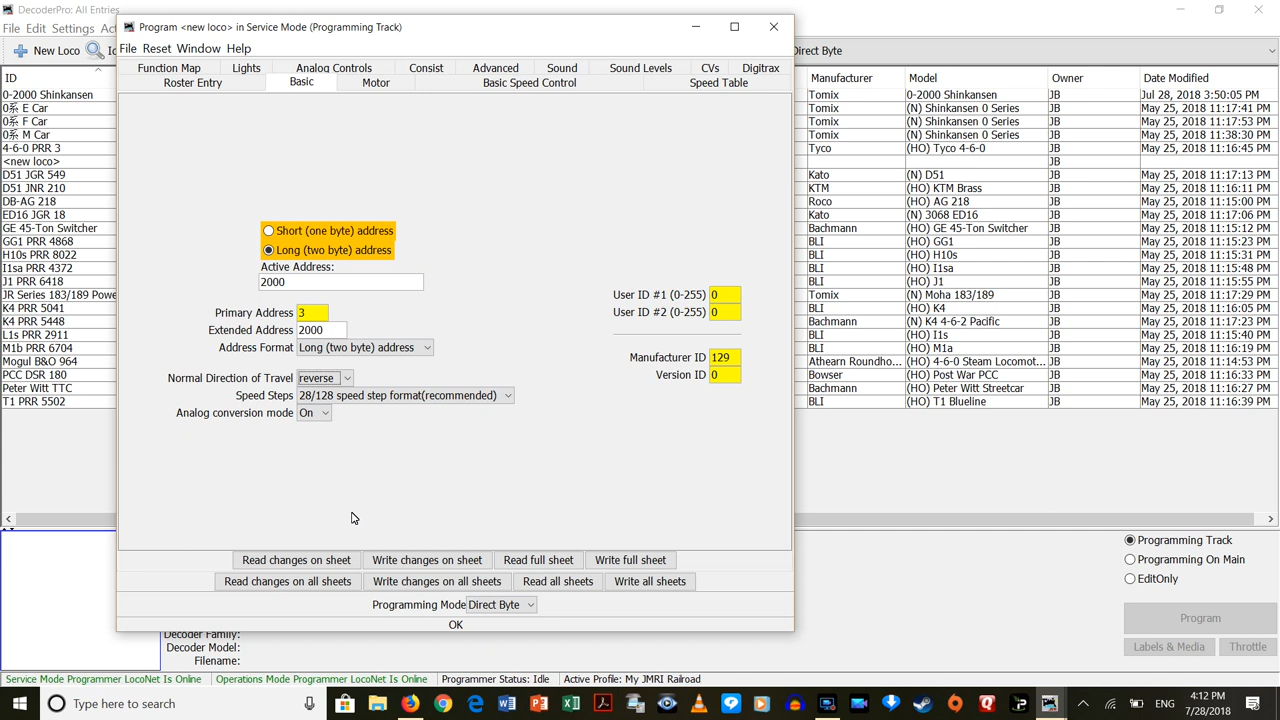 DecoderPro: All Entries
File Edit Settings
New Loco
Direct Byte
Program <new loco> in Service Mode (Programming Track)
File Reset Window Help
Function Map Lights Analog Controls Consist Advanced Sound Sound Levels CVs Digitrax
Roster Entry Basic Motor Basic Speed Control Speed Table
Short (one byte) address
Long (two byte) address
Active Address:
2000
Primary Address 3
Extended Address 2000
Address Format Long (two byte) address
Normal Direction of Travel reverse
Speed Steps 28/128 speed step format(recommended)
Analog conversion mode On
User ID #1 (0-255) 0
User ID #2 (0-255) 0
Manufacturer ID 129
Version ID 0
Read changes on sheet Write changes on sheet Read full sheet Write full sheet
Read changes on all sheets Write changes on all sheets Read all sheets Write all sheets
Programming Mode Direct Byte
OK
ID Manufacturer Model Owner Date Modified
0-2000 Shinkansen Tomix 0-2000 Shinkansen JB Jul 28, 2018 3:50:05 PM
0系 E Car Tomix (N) Shinkansen 0 Series JB May 25, 2018 11:17:41 PM
0系 F Car Tomix (N) Shinkansen 0 Series JB May 25, 2018 11:17:53 PM
0系 M Car Tomix (N) Shinkansen 0 Series JB May 25, 2018 11:38:30 PM
4-6-0 PRR 3 Tyco (HO) Tyco 4-6-0 JB May 25, 2018 11:16:45 PM
<new loco> JB
D51 JGR 549 Kato (N) D51 JB May 25, 2018 11:17:13 PM
D51 JNR 210 KTM (HO) KTM Brass JB May 25, 2018 11:16:11 PM
DB-AG 218 Roco (HO) AG 218 JB May 25, 2018 11:15:00 PM
ED16 JGR 18 Kato (N) 3068 ED16 JB May 25, 2018 11:17:06 PM
GE 45-Ton Switcher Bachmann (HO) GE 45-Ton Switcher JB May 25, 2018 11:16:28 PM
GG1 PRR 4868 BLI (HO) GG1 JB May 25, 2018 11:15:23 PM
H10s PRR 8022 BLI (HO) H10s JB May 25, 2018 11:15:31 PM
I1sa PRR 4372 BLI (HO) I1sa JB May 25, 2018 11:15:48 PM
J1 PRR 6418 BLI (HO) J1 JB May 25, 2018 11:15:55 PM
JR Series 183/189 Powe Tomix (N) Moha 183/189 JB May 25, 2018 11:17:29 PM
K4 PRR 5041 BLI (HO) K4 JB May 25, 2018 11:16:05 PM
K4 PRR 5448 Bachmann (N) K4 4-6-2 Pacific JB May 25, 2018 11:17:23 PM
L1s PRR 2911 BLI (HO) I1s JB May 25, 2018 11:15:40 PM
M1b PRR 6704 BLI (HO) M1a JB May 25, 2018 11:16:19 PM
Mogul B&O 964 Athearn Roundho... (HO) 4-6-0 Steam Locomot... JB May 25, 2018 11:14:53 PM
PCC DSR 180 Bowser (HO) Post War PCC JB May 25, 2018 11:16:33 PM
Peter Witt TTC Bachmann (HO) Peter Witt Streetcar JB May 25, 2018 11:16:27 PM
T1 PRR 5502 BLI (HO) T1 Blueline JB May 25, 2018 11:16:39 PM
Programming Track
Programming On Main
EditOnly
Program
Labels & Media Throttle
Decoder Family:
Decoder Model:
Filename:
Service Mode Programmer LocoNet Is Online Operations Mode Programmer LocoNet Is Online Programmer Status: Idle Active Profile: My JMRI Railroad
Type here to search
ENG
4:12 PM
7/28/2018